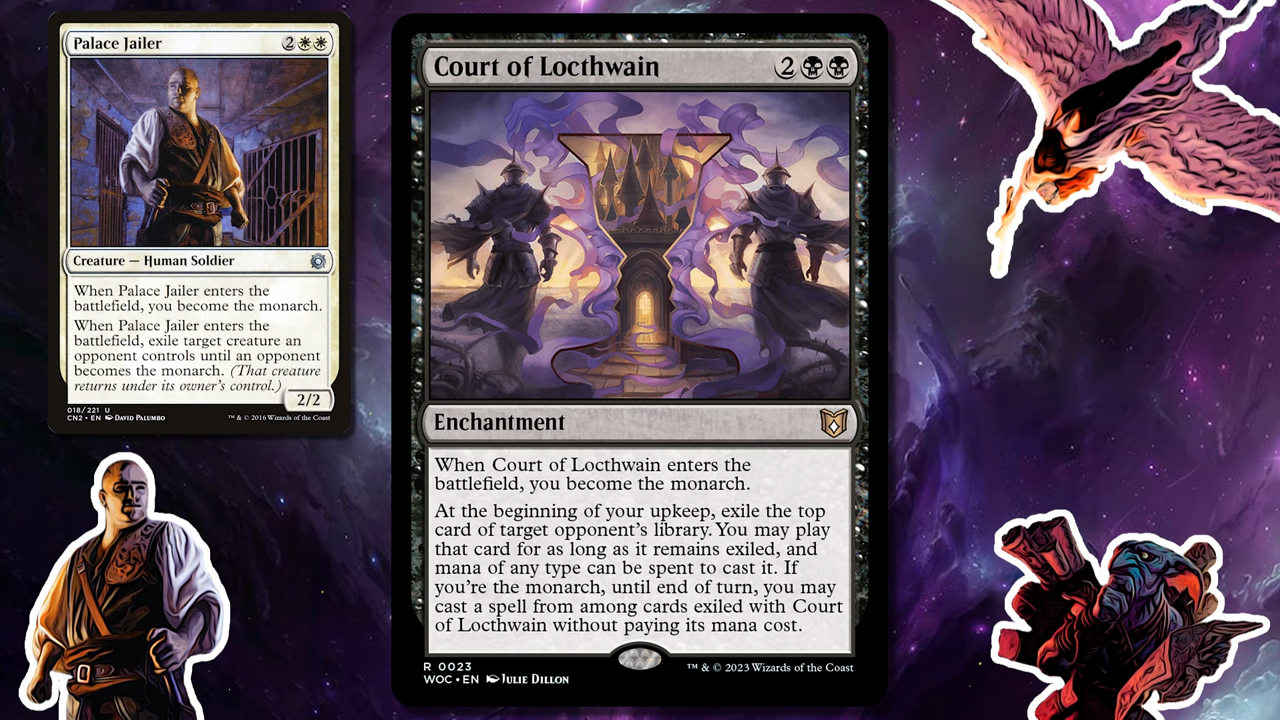 Palace Jailer 2
Creature — Human Soldier
When Palace Jailer enters the
battlefield, you become the monarch.
When Palace Jailer enters the
battlefield, exile target creature an
opponent controls until an opponent
becomes the monarch. (That creature
returns under its owner's control.)
2/2
018/221 U
CN2 • EN David Palumbo ™ & © 2016 Wizards of the Coast
Court of Locthwain 2
Enchantment
When Court of Locthwain enters the
battlefield, you become the monarch.
At the beginning of your upkeep, exile the top
card of target opponent's library. You may play
that card for as long as it remains exiled, and
mana of any type can be spent to cast it. If
you're the monarch, until end of turn, you may
cast a spell from among cards exiled with Court
of Locthwain without paying its mana cost.
R 0023 ™ & © 2023 Wizards of the Coast
WOC • EN Julie Dillon